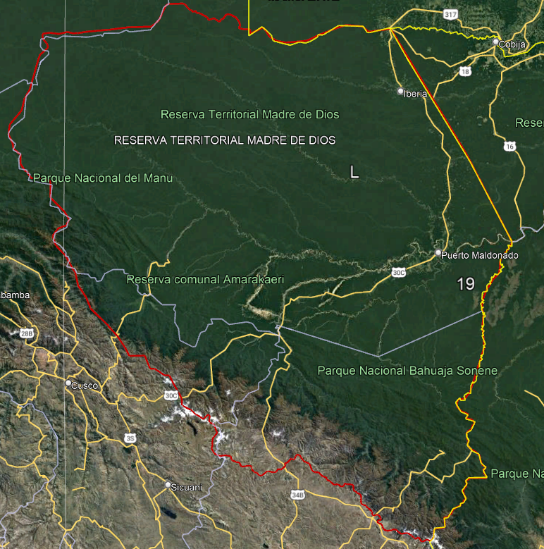 317
Cobija
18
Iberia
Reserva Territorial Madre de Dios
Rese
RESERVA TERRITORIAL MADRE DE DIOS
16
L
Parque Nacional del Manu
Puerto Maldonado
30C
Reserva comunal Amarakaeri
19
bamba
28B
Parque Nacional Bahuaja Sonene
Cusco
30C
3S
Parque Na
Sicuani
34B